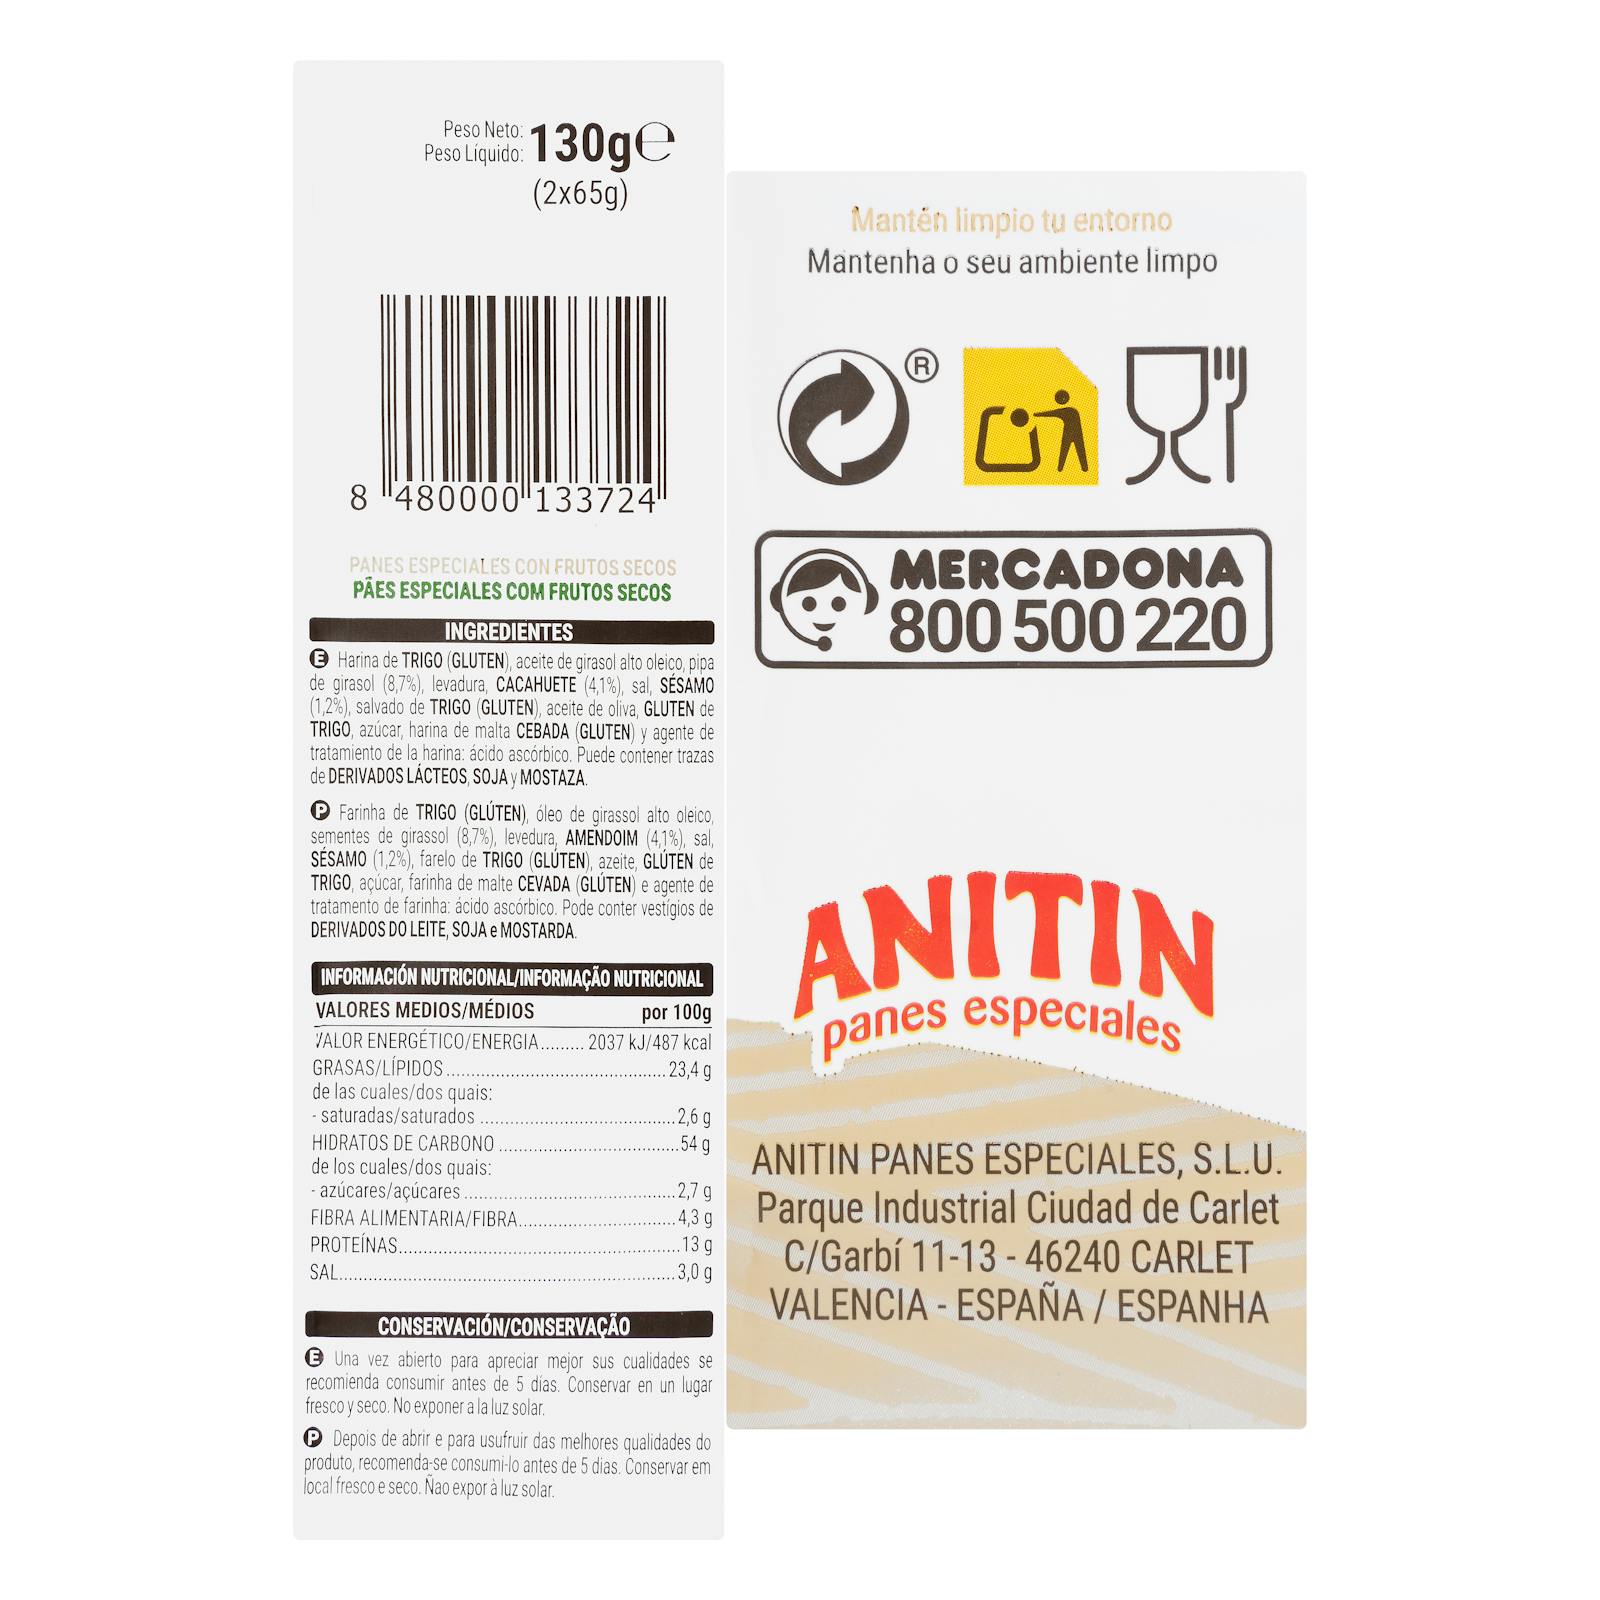 Peso Neto: 130g℮
Peso Líquido:
(2x65g)
8 480000 133724
PANES ESPECIALES CON FRUTOS SECOS
PÃES ESPECIALES COM FRUTOS SECOS
INGREDIENTES
E Harina de TRIGO (GLUTEN), aceite de girasol alto oleico, pipa
de girasol (8,7%), levadura, CACAHUETE (4,1%), sal, SÉSAMO
(1,2%), salvado de TRIGO (GLUTEN), aceite de oliva, GLUTEN de
TRIGO, azúcar, harina de malta CEBADA (GLUTEN) y agente de
tratamiento de la harina: ácido ascórbico. Puede contener trazas
de DERIVADOS LÁCTEOS, SOJA y MOSTAZA.
P Farinha de TRIGO (GLÚTEN), óleo de girassol alto oleico,
sementes de girassol (8,7%), levedura, AMENDOIM (4,1%), sal,
SÉSAMO (1,2%), farelo de TRIGO (GLÚTEN), azeite, GLÚTEN de
TRIGO, açúcar, farinha de malte CEVADA (GLÚTEN) e agente de
tratamento de farinha: ácido ascórbico. Pode conter vestígios de
DERIVADOS DO LEITE, SOJA e MOSTARDA.
INFORMACIÓN NUTRICIONAL/INFORMAÇÃO NUTRICIONAL
VALORES MEDIOS/MÉDIOS por 100g
VALOR ENERGÉTICO/ENERGIA......... 2037 kJ/487 kcal
GRASAS/LÍPIDOS.............................................23,4 g
de las cuales/dos quais:
- saturadas/saturados ........................................2,6 g
HIDRATOS DE CARBONO .....................................54 g
de los cuales/dos quais:
- azúcares/açúcares ...........................................2,7 g
FIBRA ALIMENTARIA/FIBRA................................4,3 g
PROTEÍNAS.........................................................13 g
SAL.....................................................................3,0 g
CONSERVACIÓN/CONSERVAÇÃO
E Una vez abierto para apreciar mejor sus cualidades se
recomienda consumir antes de 5 días. Conservar en un lugar
fresco y seco. No exponer a la luz solar.
P Depois de abrir e para usufruir das melhores qualidades do
produto, recomenda-se consumi-lo antes de 5 dias. Conservar em
local fresco e seco. Ñao expor à luz solar.
Mantén limpio tu entorno
Mantenha o seu ambiente limpo
®
MERCADONA
800 500 220
ANITIN
panes especiales
ANITIN PANES ESPECIALES, S.L.U.
Parque Industrial Ciudad de Carlet
C/Garbí 11-13 - 46240 CARLET
VALENCIA - ESPAÑA / ESPANHA